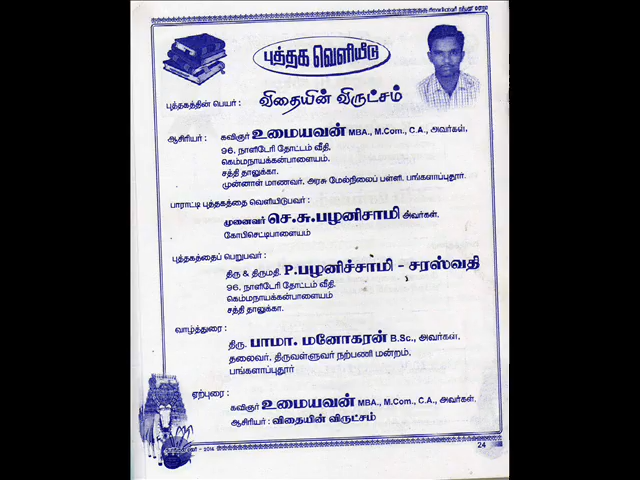 புத்தக வெளியீடு
புத்தகத்தின் பெயர் : விதையின் விருட்சம்
ஆசிரியர் : கவிஞர் உமையவன் MBA., M.Com., C.A., அவர்கள்,
96, நாளிடேரி தோட்டம் வீதி,
கெம்மநாயக்கன்பாளையம்,
சத்தி தாலுக்கா.
முன்னாள் மாணவர், அரசு மேல்நிலைப் பள்ளி, பங்களாப்புதூர்.
பாராட்டி புத்தகத்தை வெளியிடுபவர் :
முனைவர் செ.சு.பழனிசாமி அவர்கள்,
கோபிசெட்டிபாளையம்
புத்தகத்தைப் பெறுபவர் :
திரு & திருமதி. P.பழனிச்சாமி - சரஸ்வதி
96, நாளிடேரி தோட்டம் வீதி,
கெம்மநாயக்கன்பாளையம்
சத்தி தாலுக்கா.
வாழ்த்துரை :
திரு. பாமா. மனோகரன் B.Sc., அவர்கள்,
தலைவர், திருவள்ளுவர் நற்பணி மன்றம்,
பங்களாப்புதூர்
ஏற்புரை :
கவிஞர் உமையவன் MBA., M.Com., C.A., அவர்கள்,
ஆசிரியர் : விதையின் விருட்சம்
- 2014
24